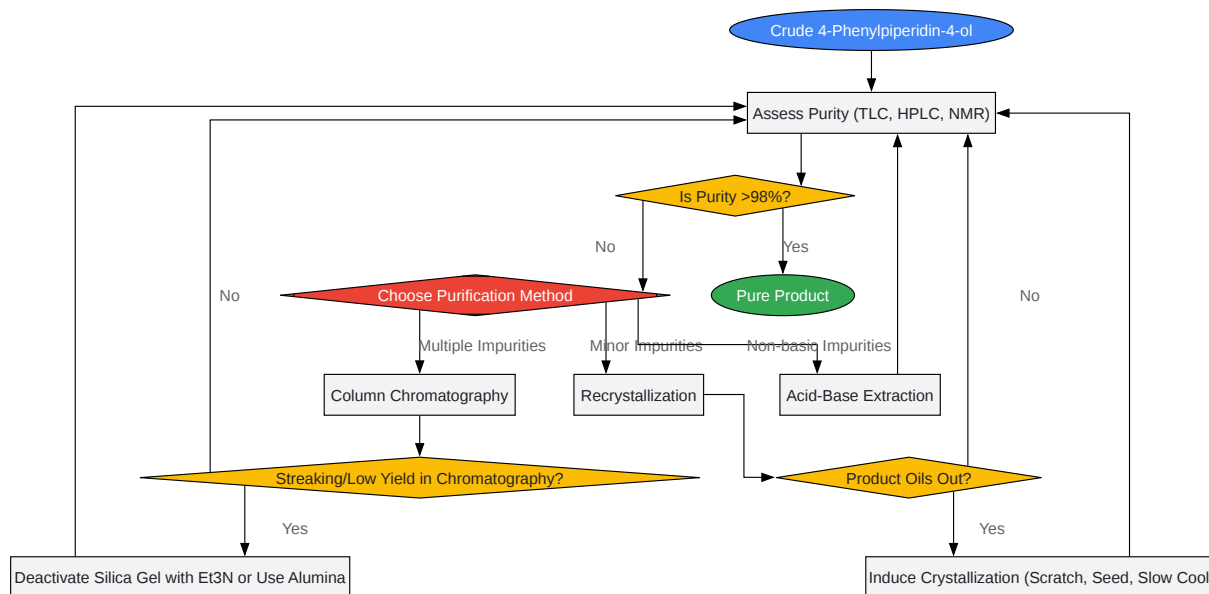 Crude 4-Phenylpiperidin-4-ol
Assess Purity (TLC, HPLC, NMR)
Is Purity >98%?
No
Yes
Choose Purification Method
Pure Product
No
No
Multiple Impurities
Minor Impurities
Non-basic Impurities
Column Chromatography
Recrystallization
Acid-Base Extraction
Streaking/Low Yield in Chromatography?
Product Oils Out?
Yes
Yes
Deactivate Silica Gel with Et3N or Use Alumina
Induce Crystallization (Scratch, Seed, Slow Cool